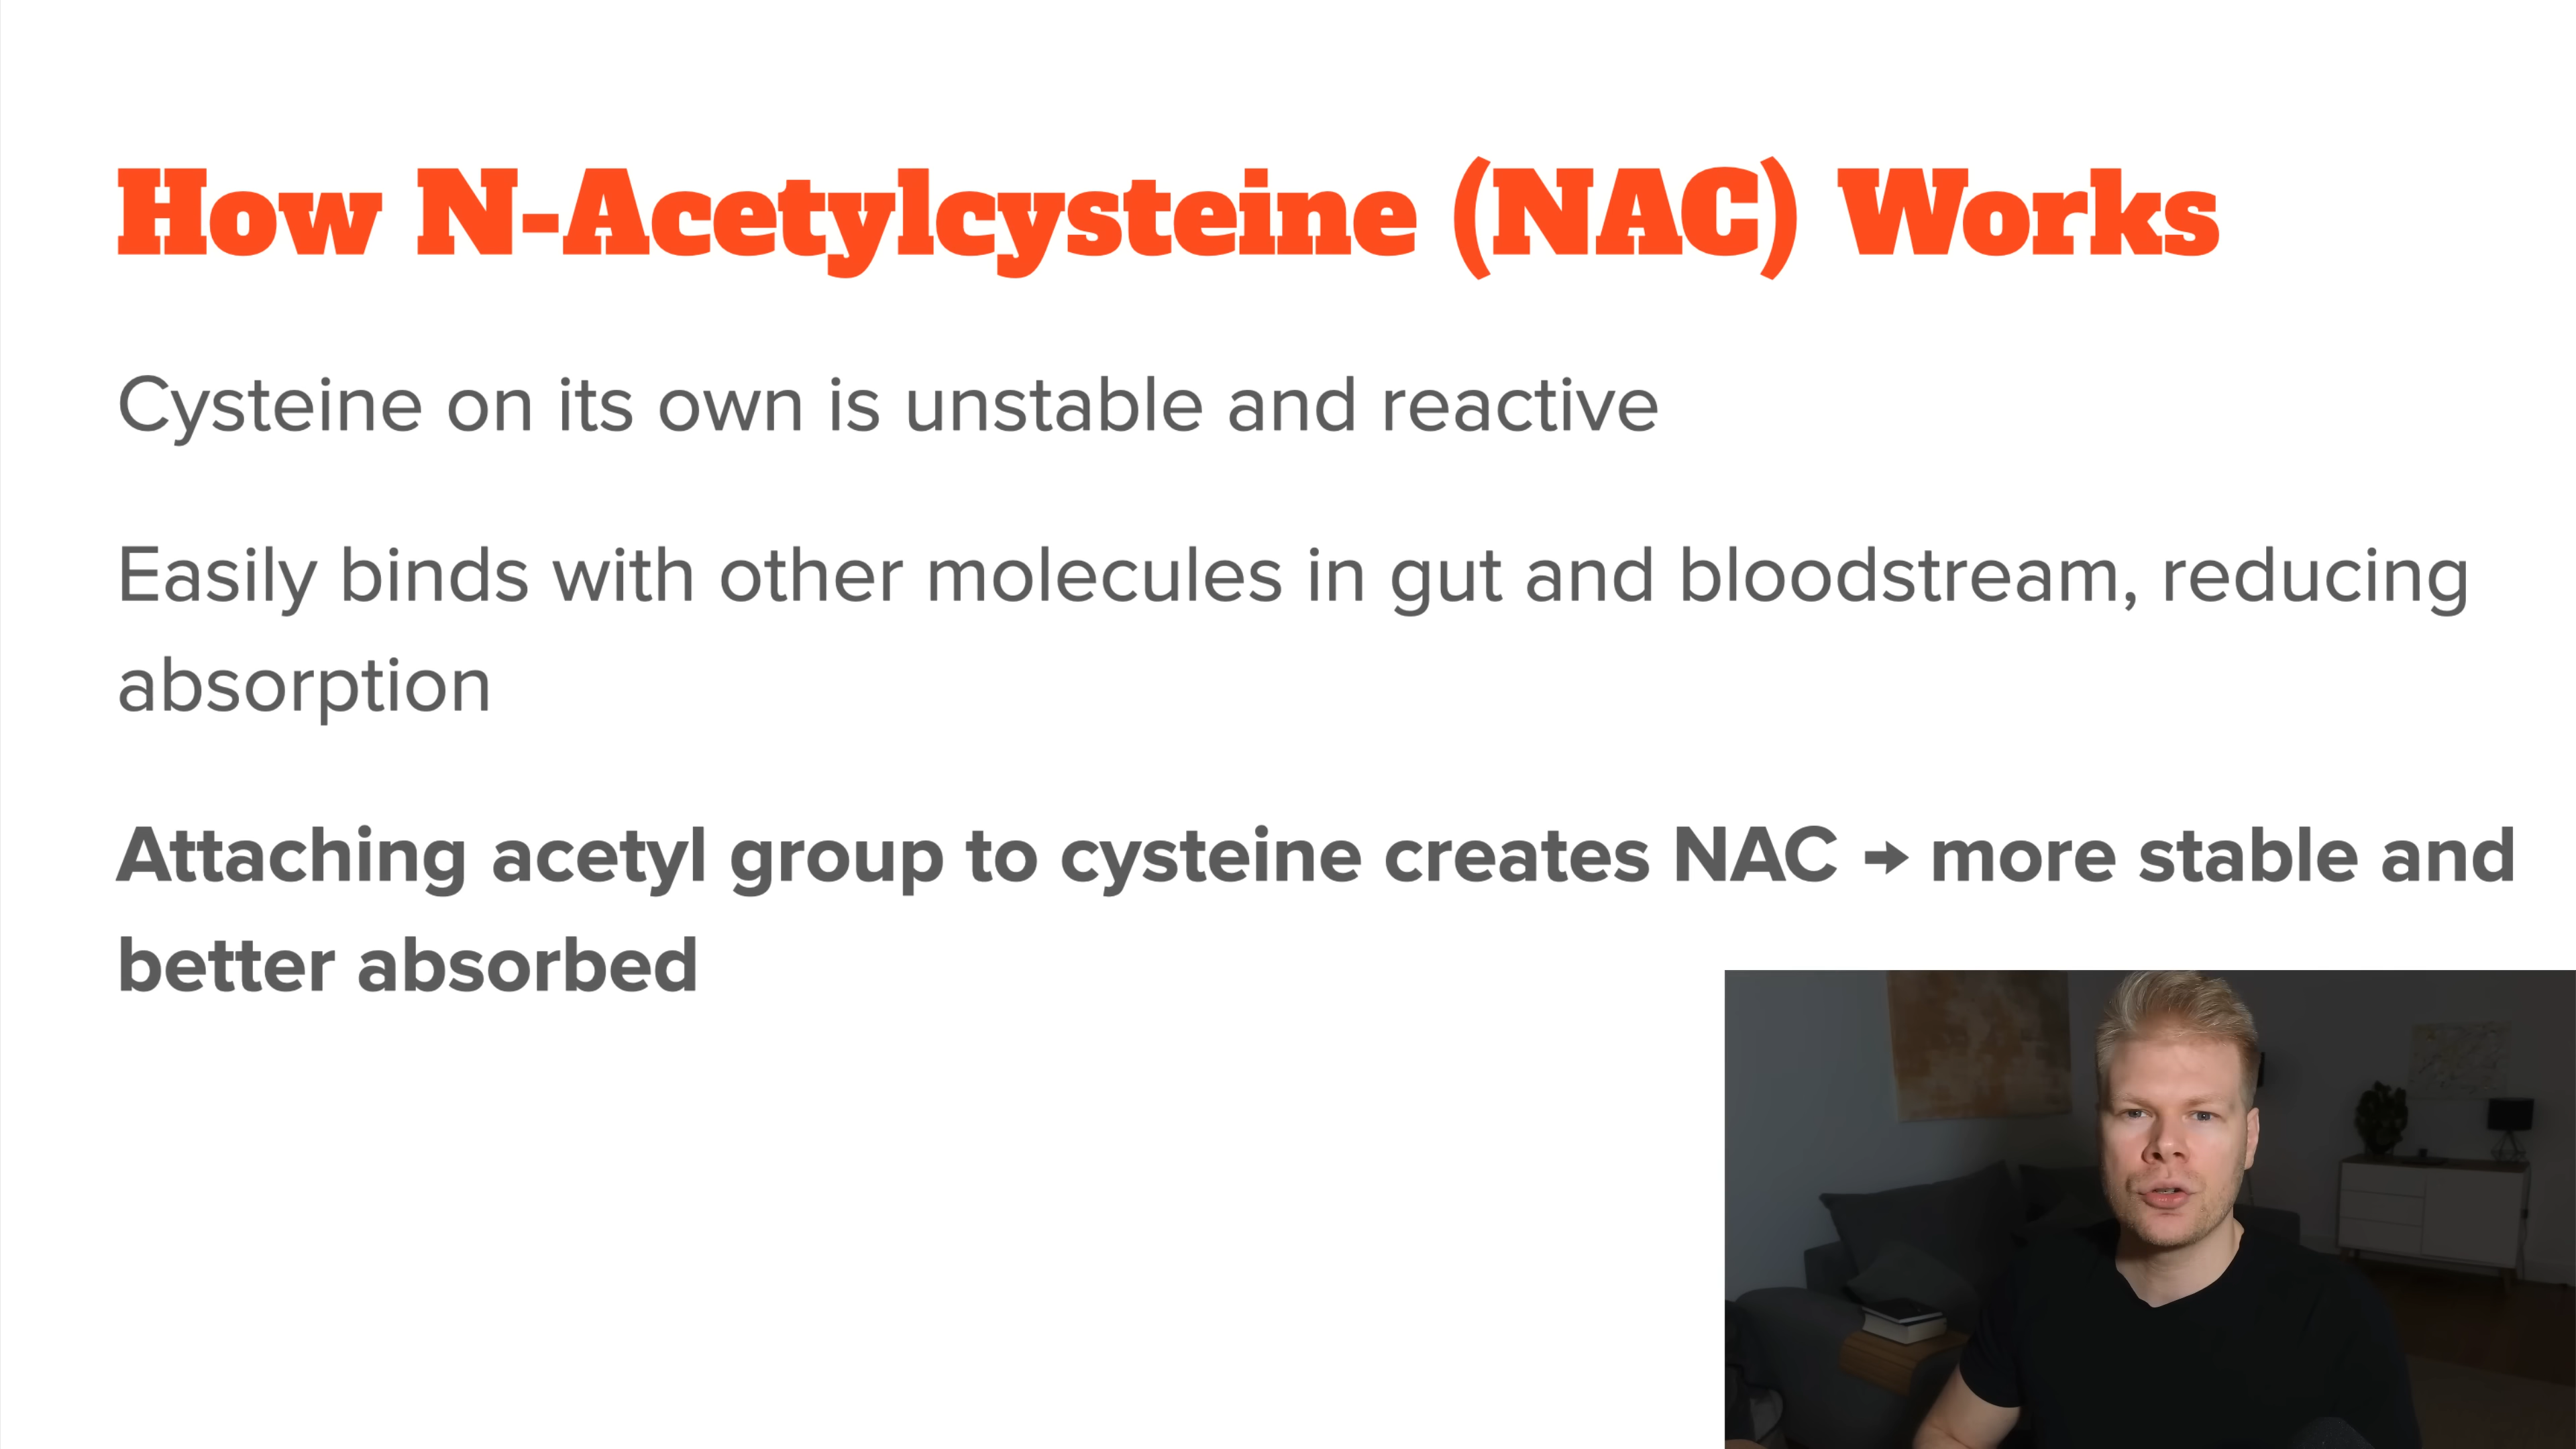 How N-Acetylcysteine (NAC) Works
Cysteine on its own is unstable and reactive
Easily binds with other molecules in gut and bloodstream, reducing
absorption
Attaching acetyl group to cysteine creates NAC → more stable and
better absorbed